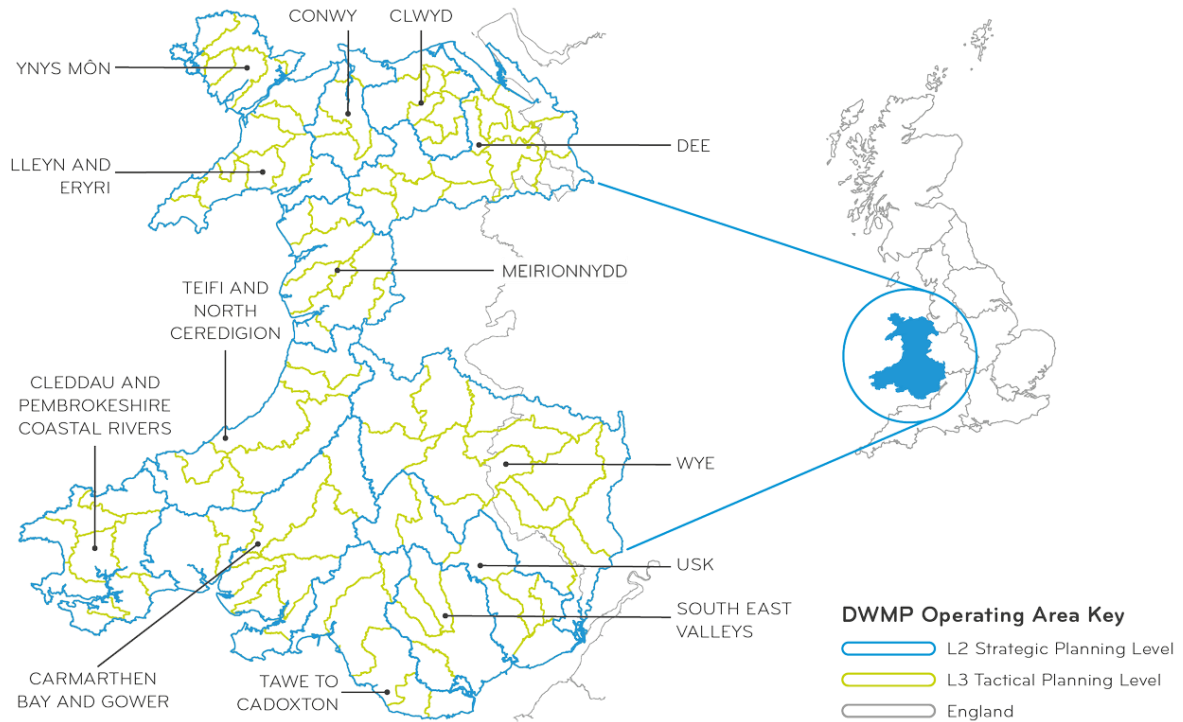 CONWY
CLWYD
YNYS MÔN
DEE
LLEYN AND
ERYRI
MEIRIONNYDD
TEIFI AND
NORTH
CEREDIGION
CLEDDAU AND
PEMBROKESHIRE
COASTAL RIVERS
WYE
USK
SOUTH EAST
VALLEYS
CARMARTHEN
BAY AND GOWER
TAWE TO
CADOXTON
DWMP Operating Area Key
L2 Strategic Planning Level
L3 Tactical Planning Level
England